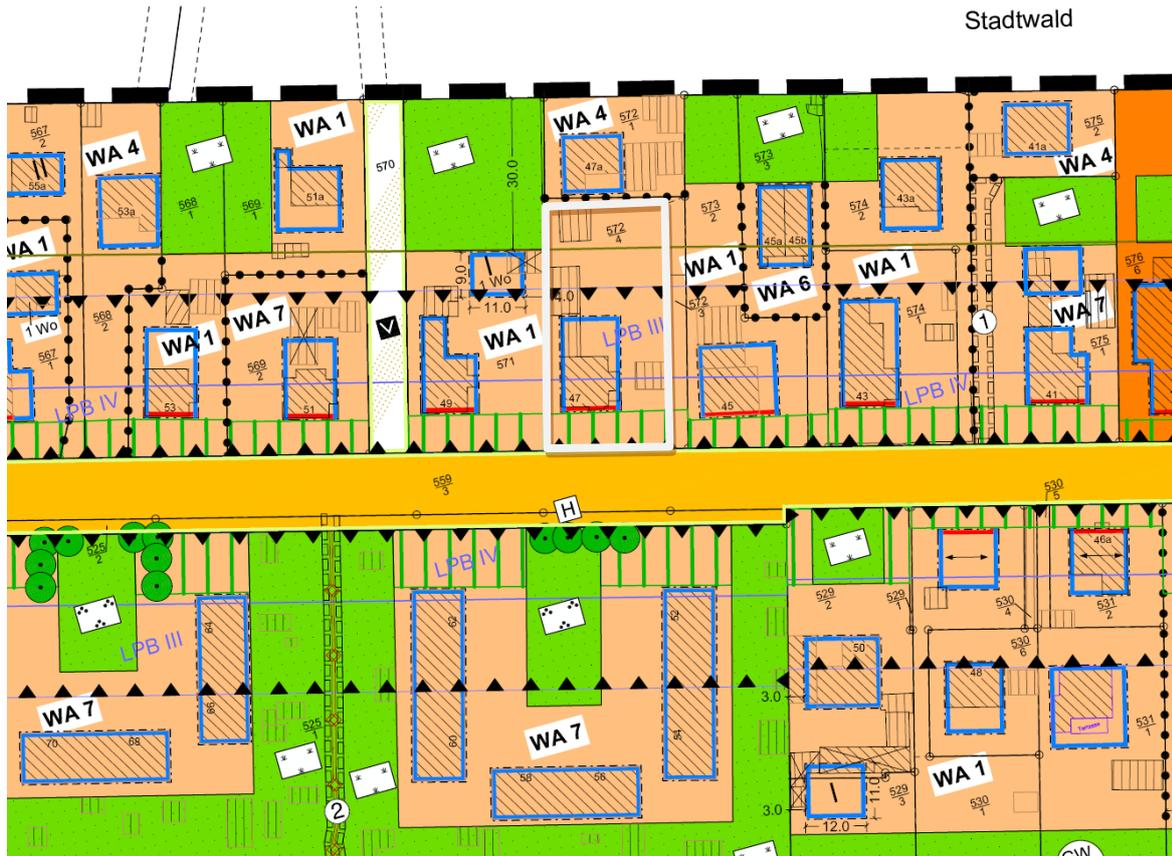 Stadtwald
567
2
WA 4
WA 1
570
WA 4
572
1
573
3
575
2
41a
WA 4
55a
II
53a
568
1
569
1
51a
30.0
47a
573
2
574
2
43a
WA 1
572
4
45a
45b
WA 1
WA 6
WA 1
576
6
1 Wo
568
2
WA 1
WA 7
9.0
I
1 Wo
11.0
4.0
572
3
574
1
1
WA 7
567
1
V
WA 1
571
LPB III
575
1
569
2
LPB IV
53
51
49
47
45
43
LPB IV
41
559
3
530
5
H
525
2
LPB IV
46a
64
62
52
529
2
529
1
530
4
531
2
LPB III
530
6
50
48
66
60
54
3.0
WA 7
70
68
525
1
WA 7
58
56
Terrasse
531
1
2
3.0
I
11.0
12.0
529
3
WA 1
530
1
GW